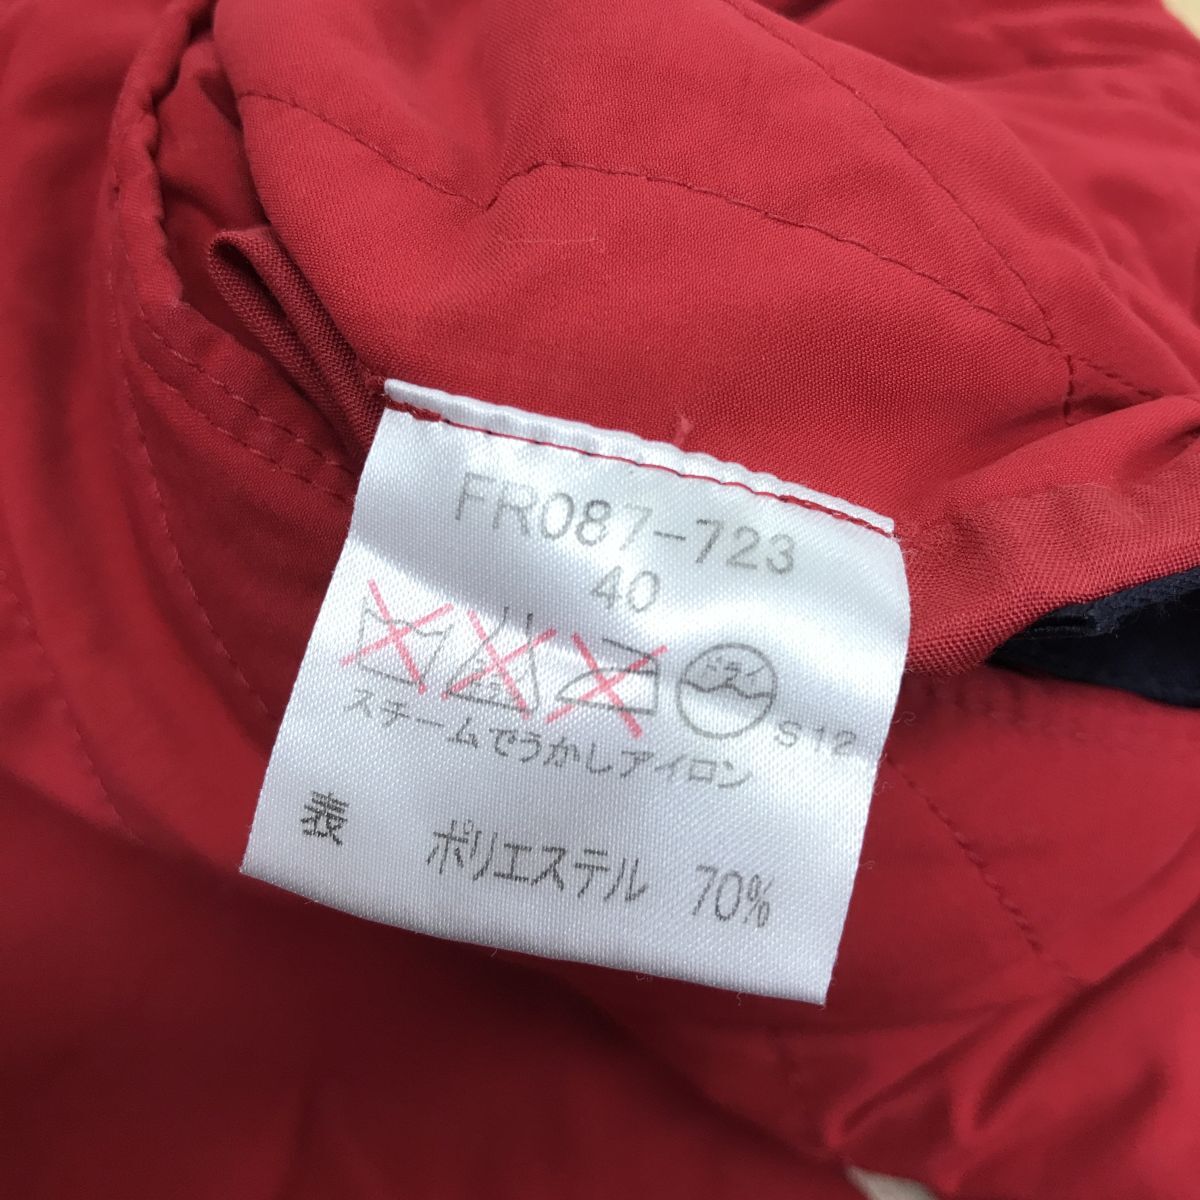 FR087-723
40
ドライ
S12
スチームでうかしアイロン
表 ポリエステル 70%